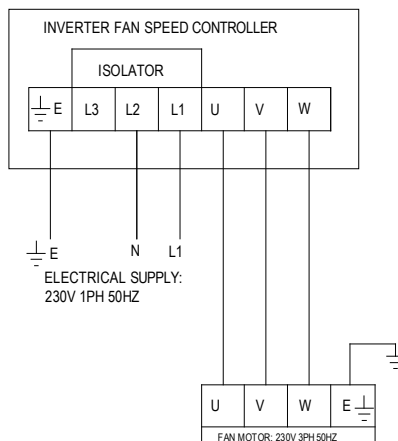 INVERTER FAN SPEED CONTROLLER
ISOLATOR
E L3 L2 L1 U V W
E N L1
ELECTRICAL SUPPLY:
230V 1PH 50HZ
U V W E
FAN MOTOR: 230V 3PH 50HZ